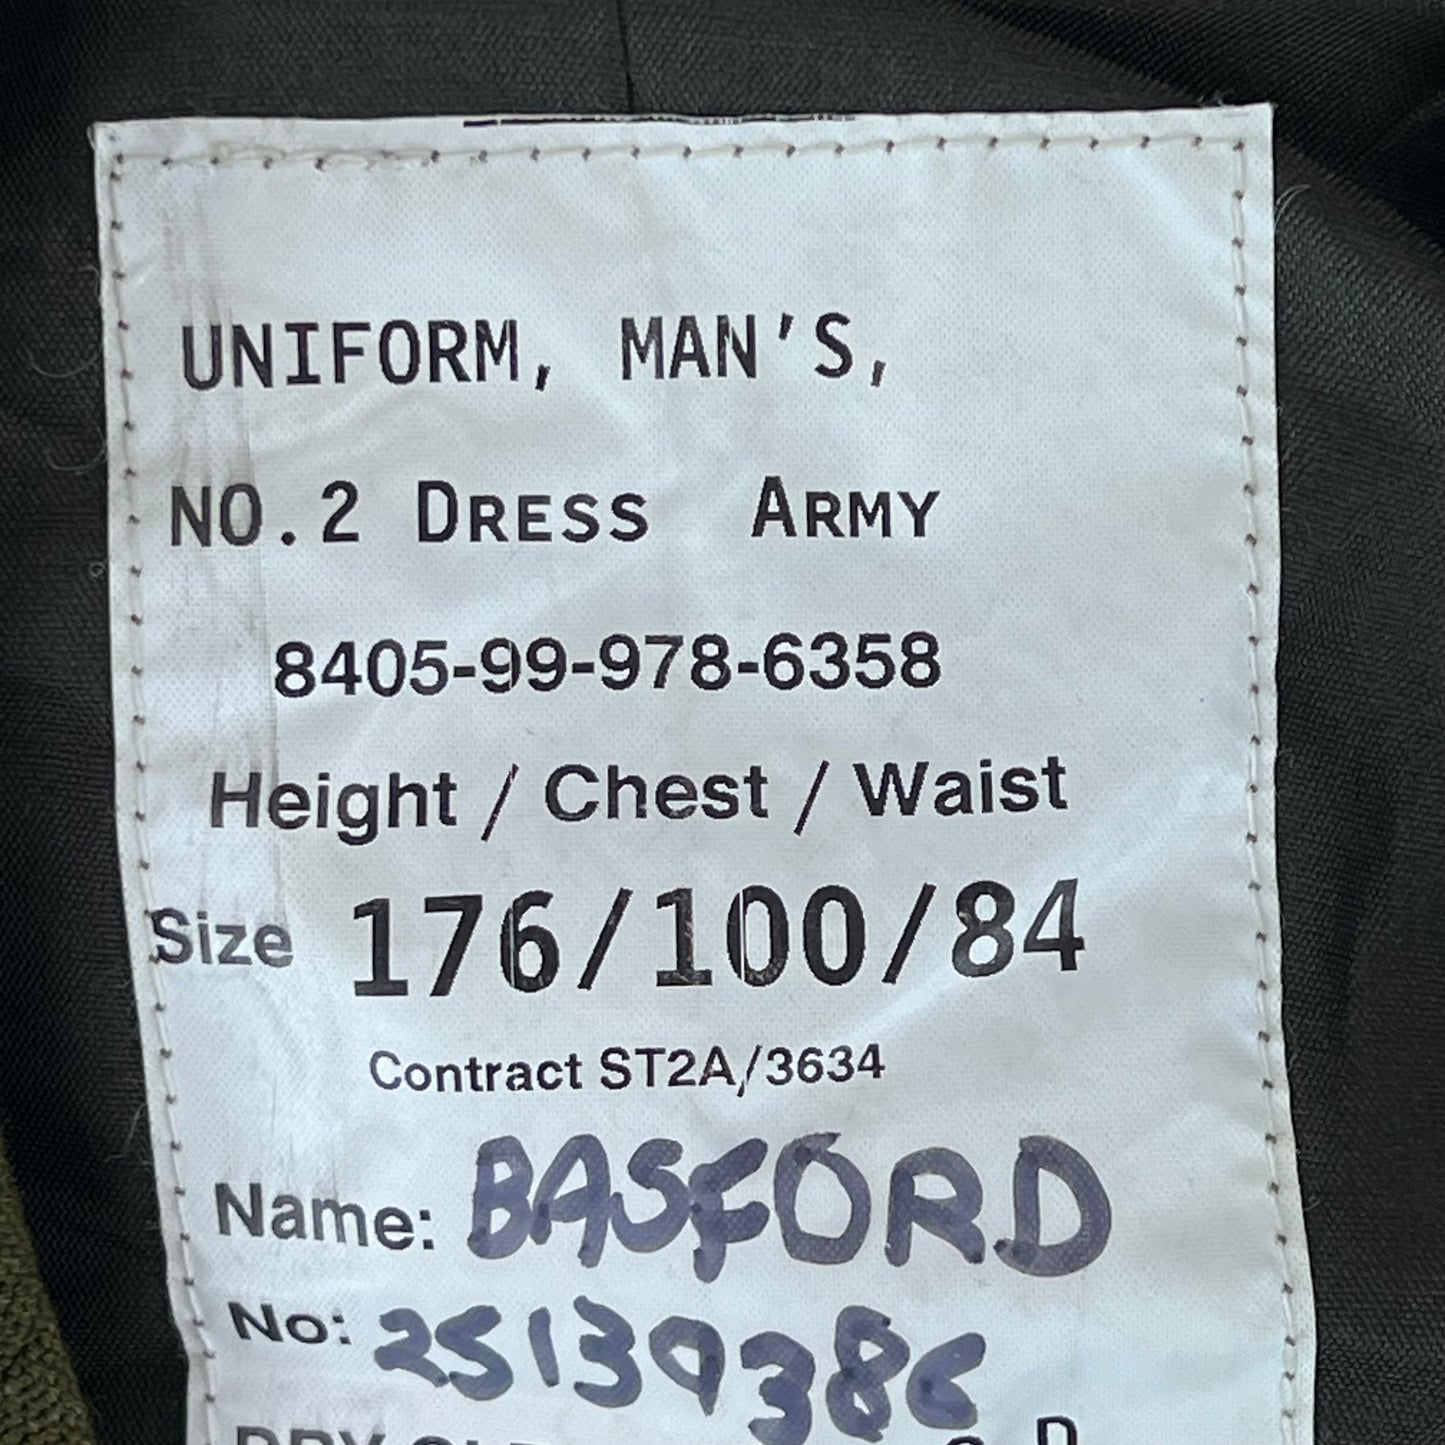 UNIFORM, MAN'S,
NO.2 DRESS ARMY
8405-99-978-6358
Height / Chest / Waist
Size 176/100/84
Contract ST2A/3634
Name: BASFORD
No: 25139386